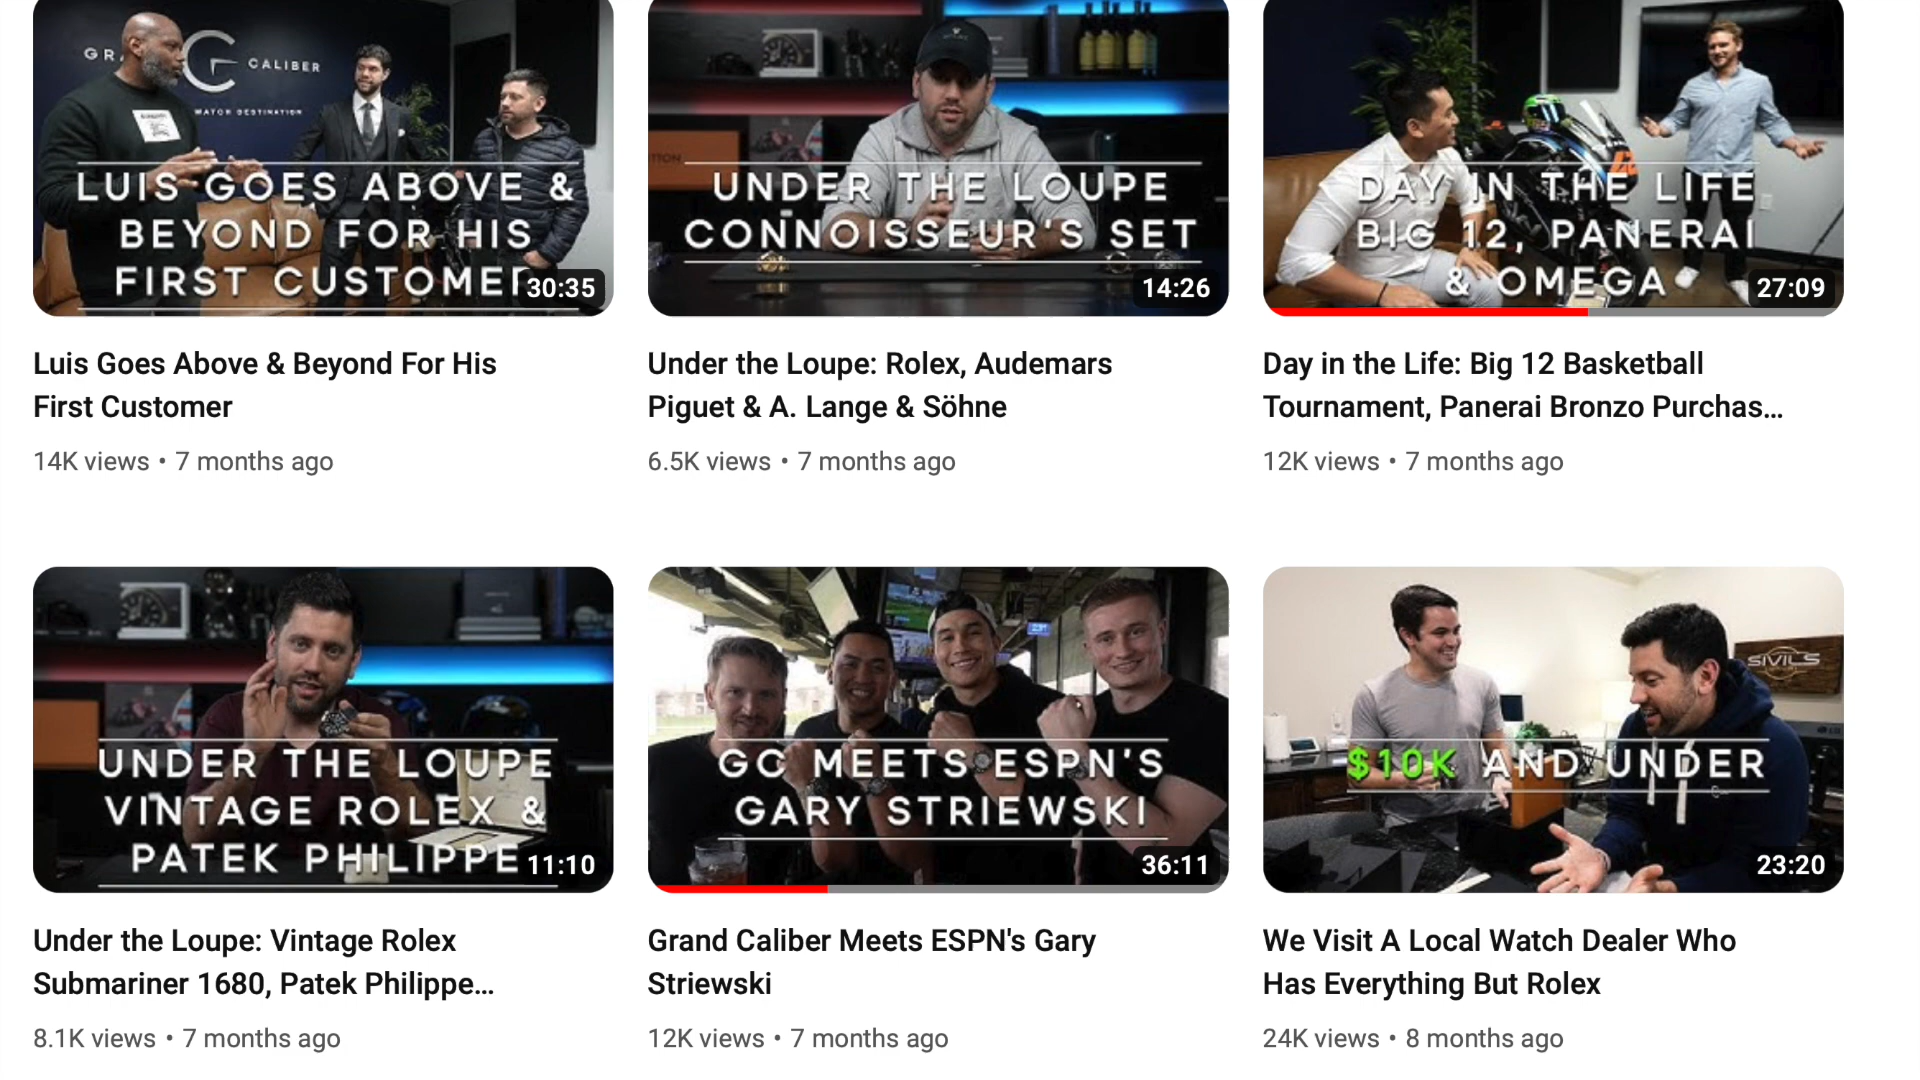 GR
CALIBER
WATCH DESTINATION
LUIS GOES ABOVE &
BEYOND FOR HIS
FIRST CUSTOMER
30:35
UNDER THE LOUPE
CONNOISSEUR'S SET
14:26
DAY IN THE LIFE
BIG 12, PANERAI
& OMEGA
27:09
Luis Goes Above & Beyond For His
First Customer
14K views • 7 months ago
Under the Loupe: Rolex, Audemars
Piguet & A. Lange & Söhne
6.5K views • 7 months ago
Day in the Life: Big 12 Basketball
Tournament, Panerai Bronzo Purchas...
12K views • 7 months ago
UNDER THE LOUPE
VINTAGE ROLEX &
PATEK PHILIPPE
11:10
GC MEETS ESPN'S
GARY STRIEWSKI
36:11
SIVILS
$10K AND UNDER
23:20
Under the Loupe: Vintage Rolex
Submariner 1680, Patek Philippe...
8.1K views • 7 months ago
Grand Caliber Meets ESPN's Gary
Striewski
12K views • 7 months ago
We Visit A Local Watch Dealer Who
Has Everything But Rolex
24K views • 8 months ago